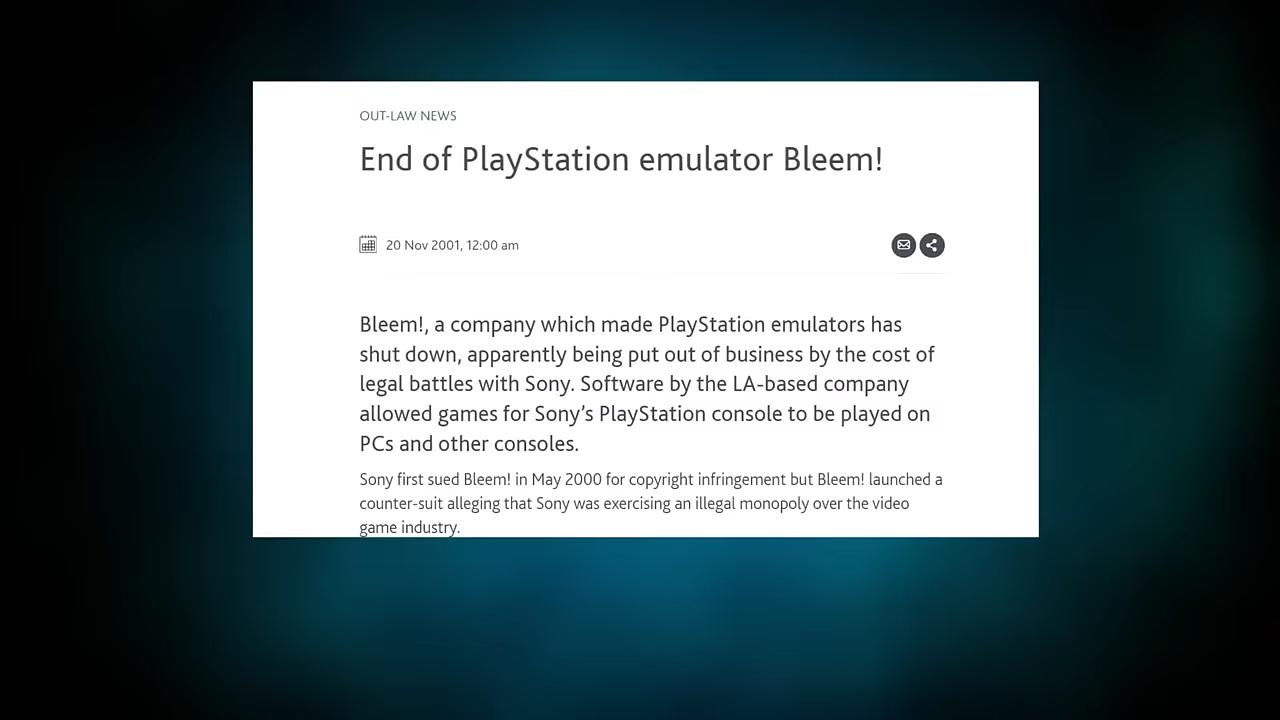 OUT-LAW NEWS
End of PlayStation emulator Bleem!
20 Nov 2001, 12:00 am
Bleem!, a company which made PlayStation emulators has
shut down, apparently being put out of business by the cost of
legal battles with Sony. Software by the LA-based company
allowed games for Sony’s PlayStation console to be played on
PCs and other consoles.
Sony first sued Bleem! in May 2000 for copyright infringement but Bleem! launched a
counter-suit alleging that Sony was exercising an illegal monopoly over the video
game industry.